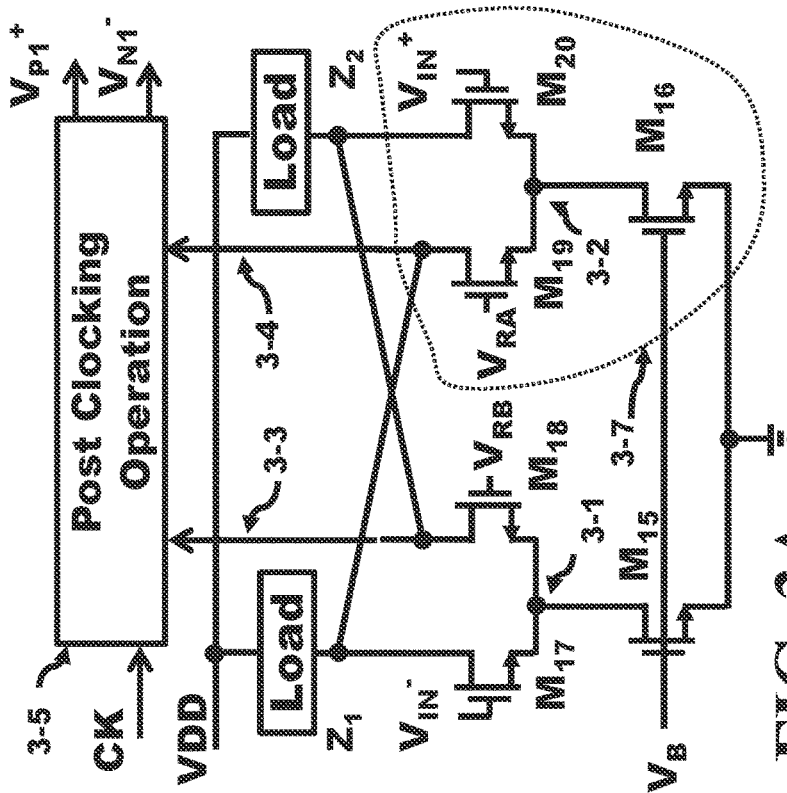 V_P1^+
V_N1^-
Post Clocking
Operation
3-5
CK
VDD
3-3
3-4
Load
Load
Z_1
Z_2
V_IN^-
V_RB
V_RA
V_IN^+
M_17
M_18
M_19
M_20
3-1
3-2
3-7
M_15
M_16
V_B